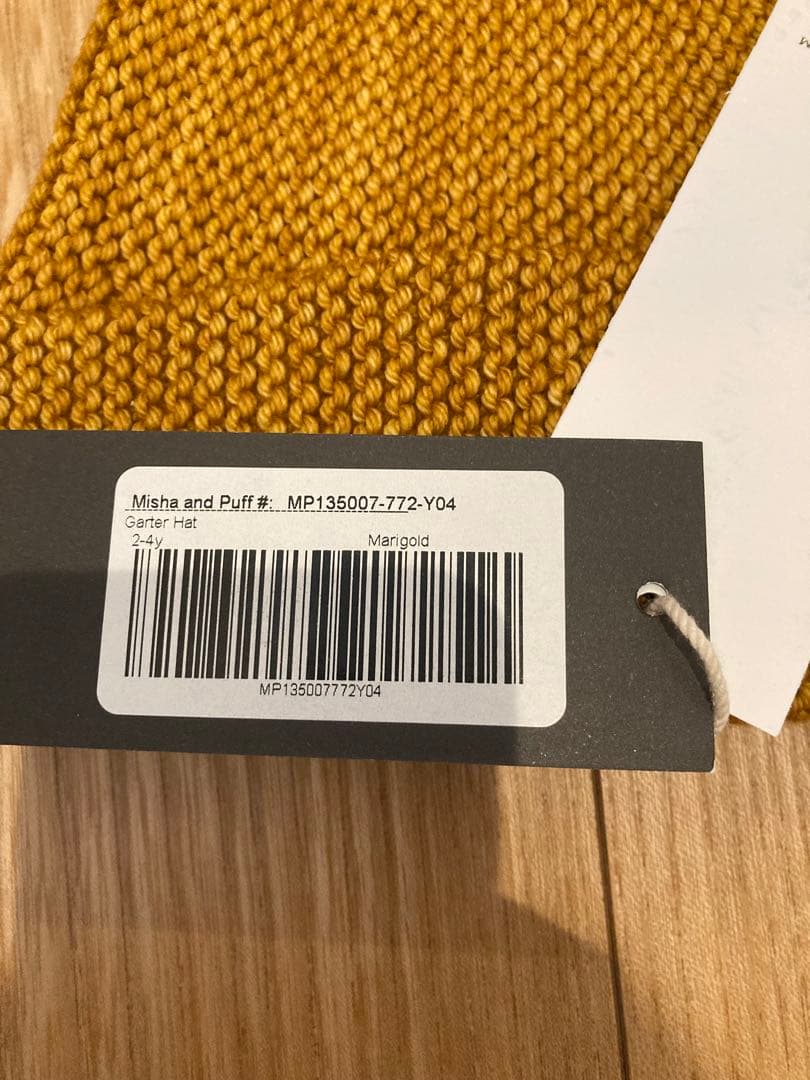 Misha and Puff #: MP135007-772-Y04
Garter Hat
2-4y Marigold
MP135007772Y04